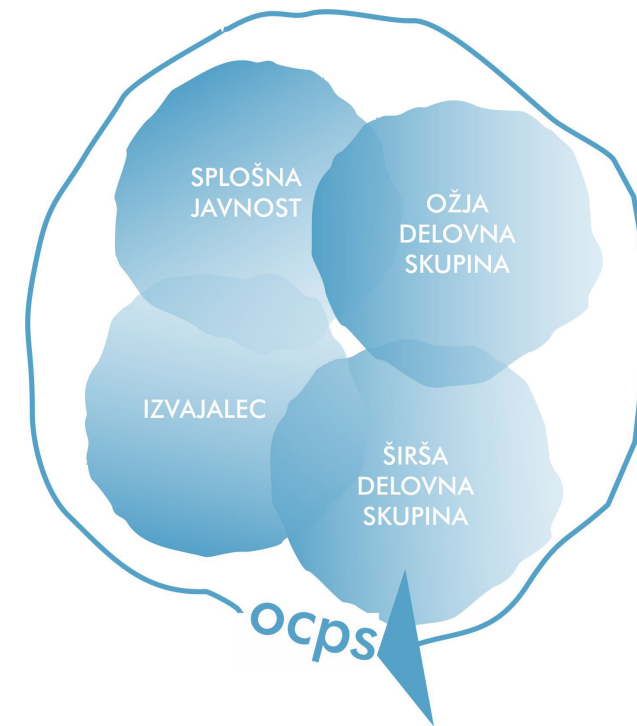 SPLOŠNA
JAVNOST
OŽJA
DELOVNA
SKUPINA
IZVAJALEC
ŠIRŠA
DELOVNA
SKUPINA
ocps